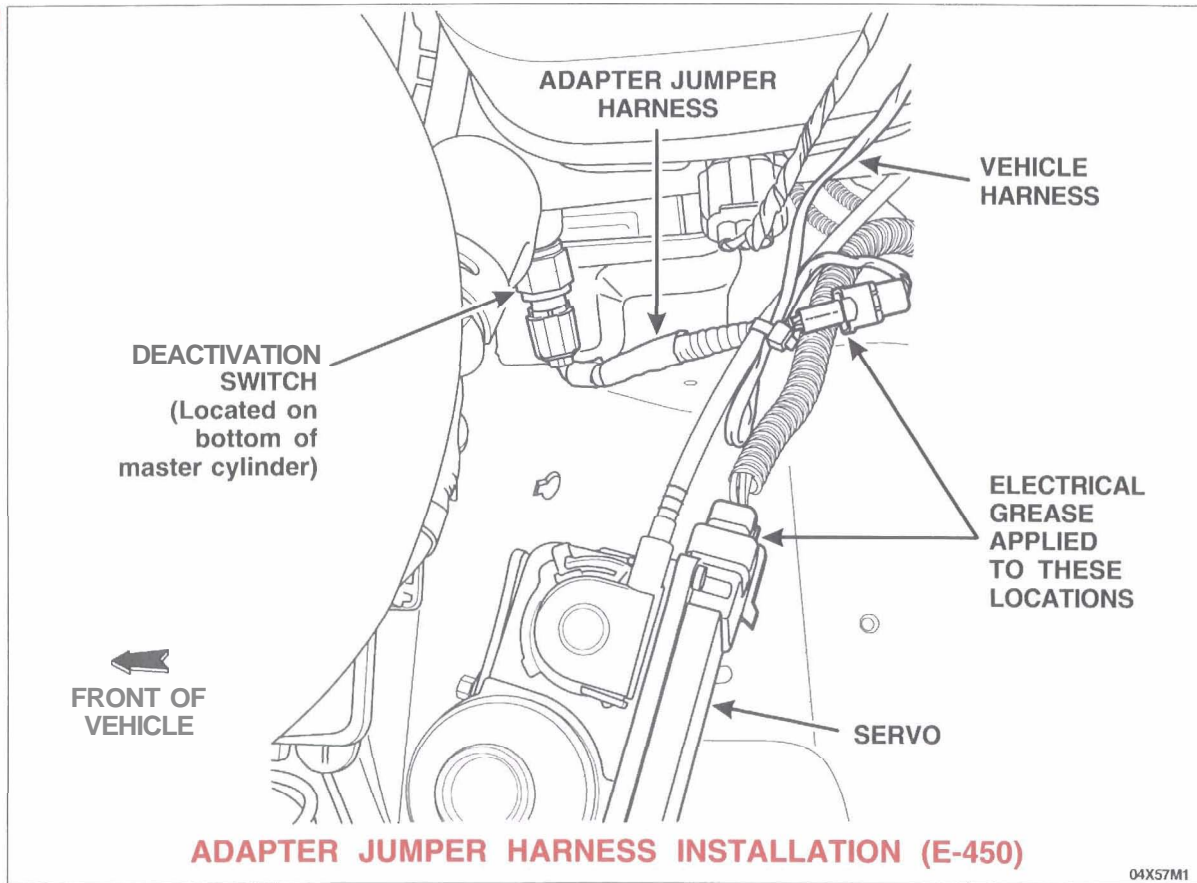 ADAPTER JUMPER
HARNESS
VEHICLE
HARNESS
DEACTIVATION
SWITCH
(Located on
bottom of
master cylinder)
ELECTRICAL
GREASE
APPLIED
TO THESE
LOCATIONS
FRONT OF
VEHICLE
SERVO
ADAPTER JUMPER HARNESS INSTALLATION (E-450)
04X57M1